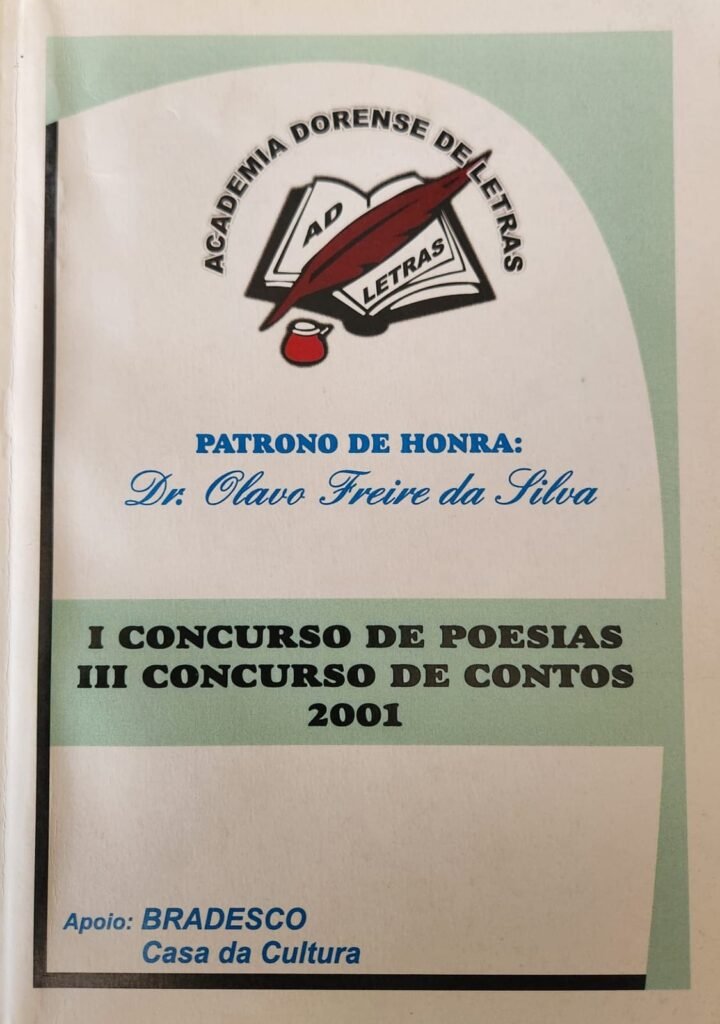 ACADEMIA DORENSE DE LETRAS
AD
LETRAS
PATRONO DE HONRA:
Dr. Olavo Freire da Silva
I CONCURSO DE POESIAS
III CONCURSO DE CONTOS
2001
Apoio: BRADESCO
Casa da Cultura